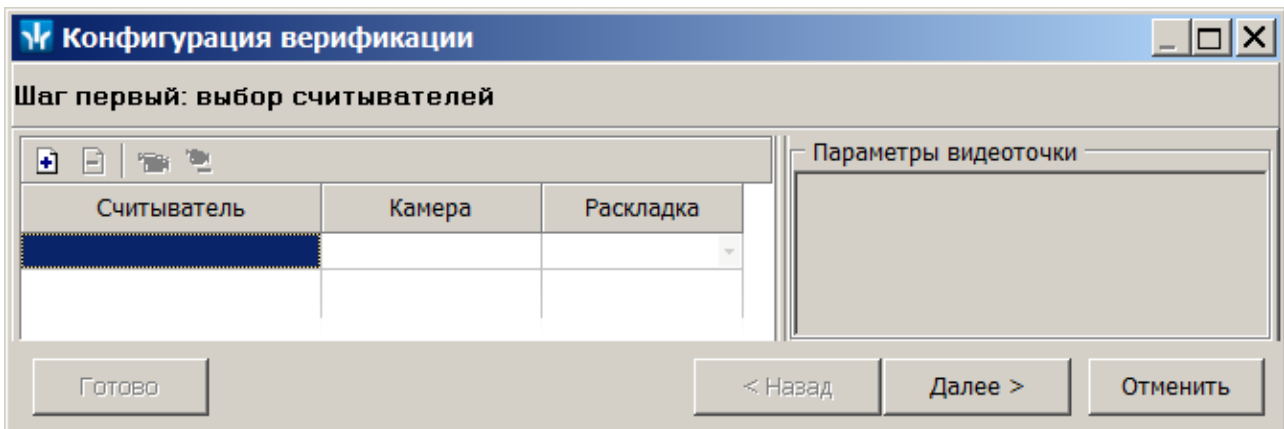 Конфигурация верификации
Шаг первый: выбор считывателей
Параметры видеоточки
Считыватель Камера Раскладка
Готово < Назад Далее > Отменить